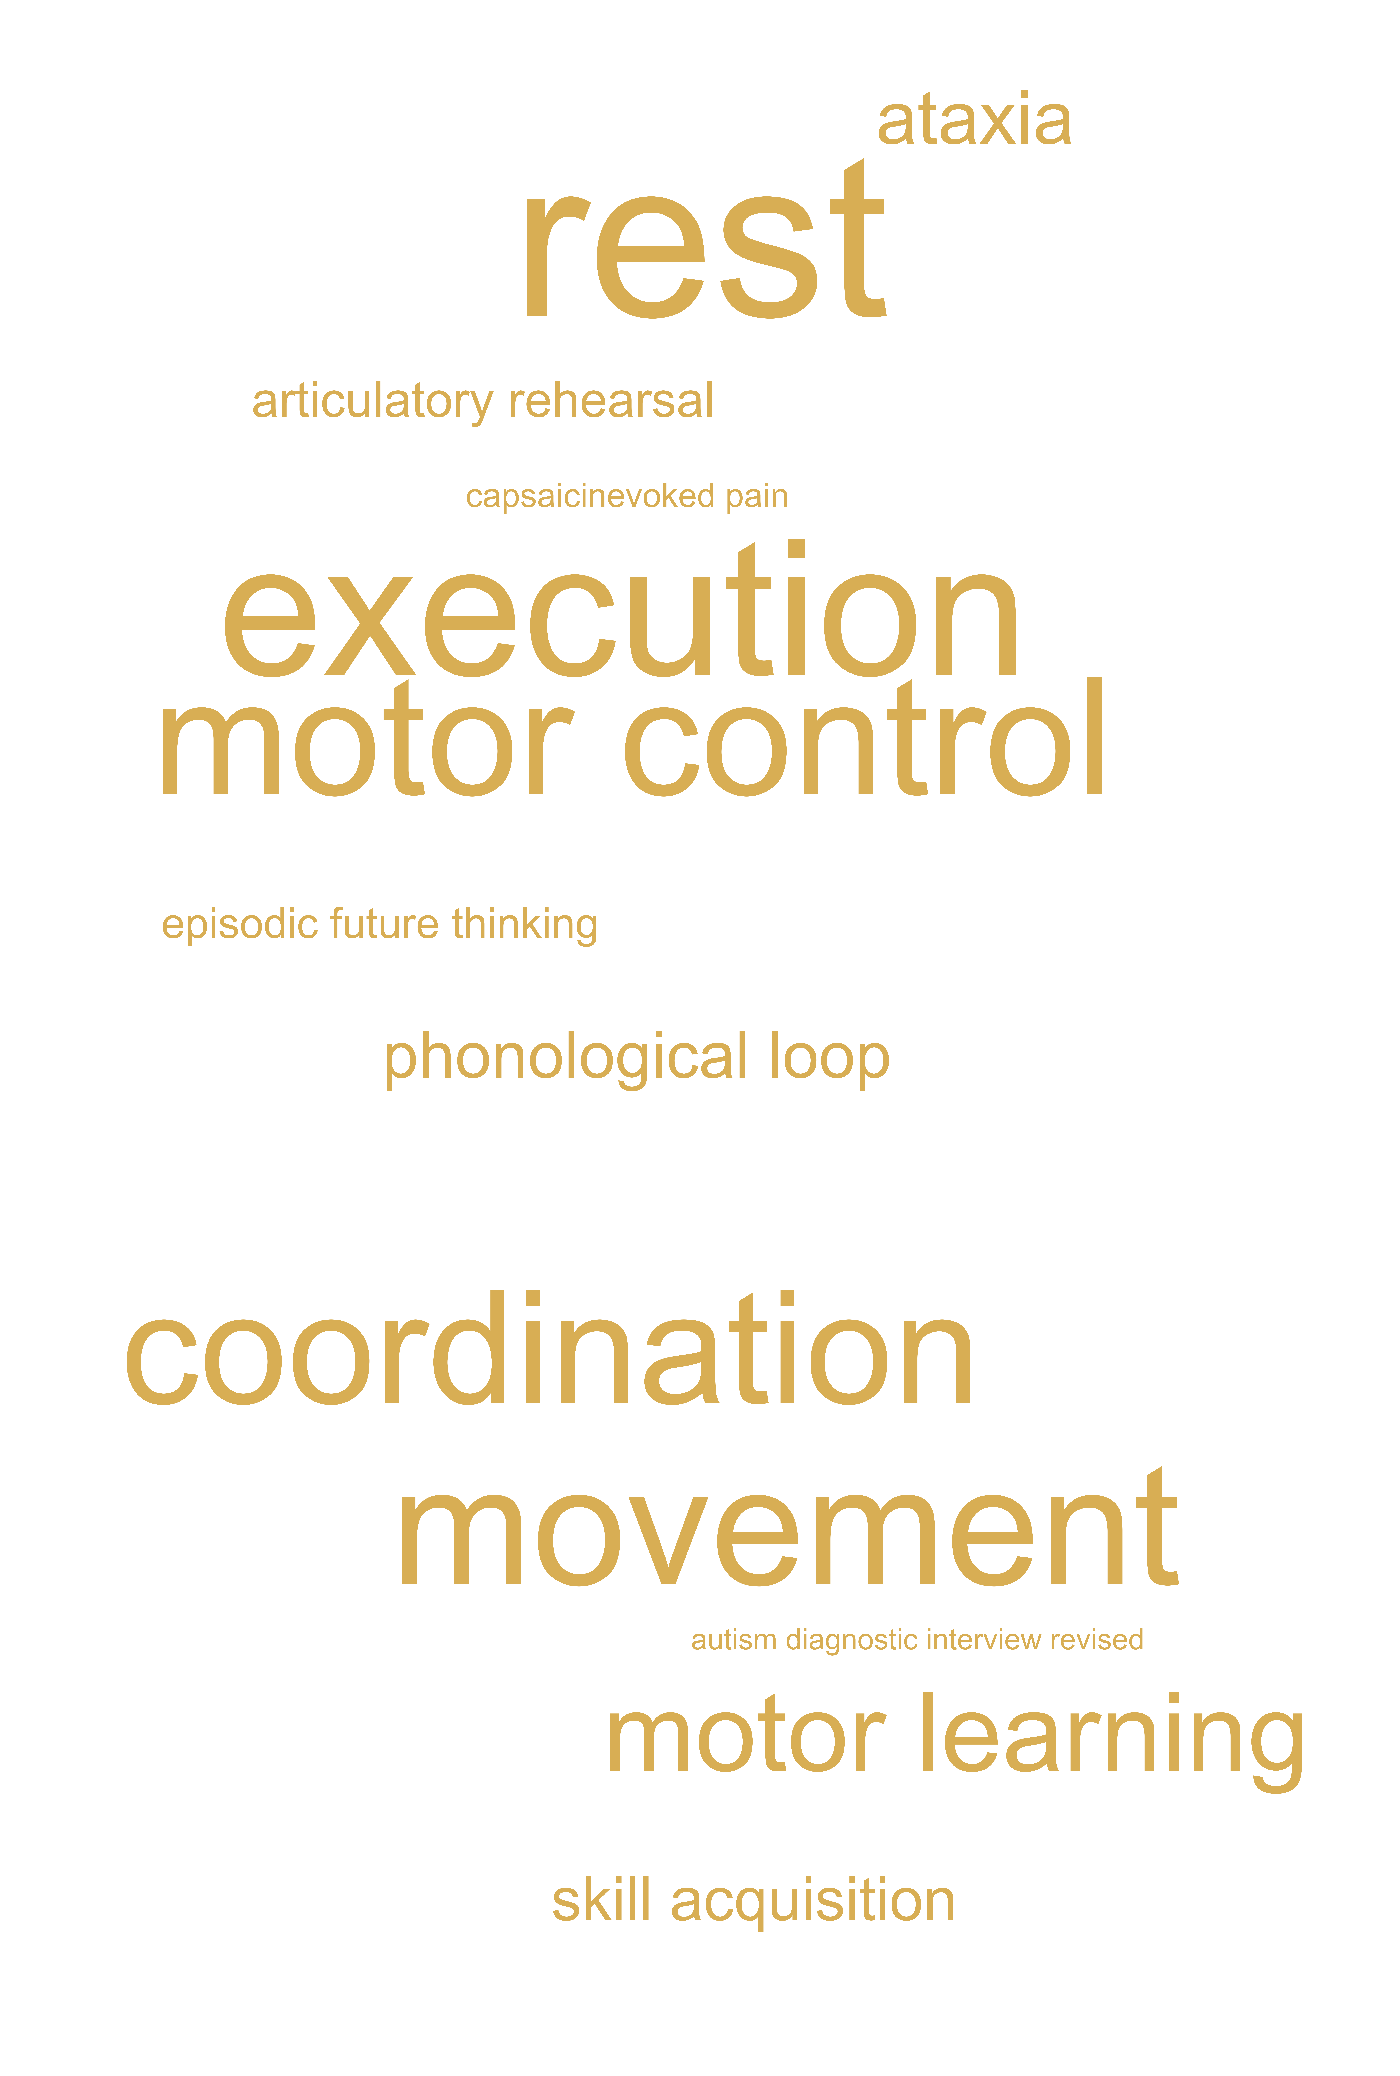 ataxia
rest
articulatory rehearsal
capsaicinevoked pain
execution
motor control
episodic future thinking
phonological loop
coordination
movement
autism diagnostic interview revised
motor learning
skill acquisition